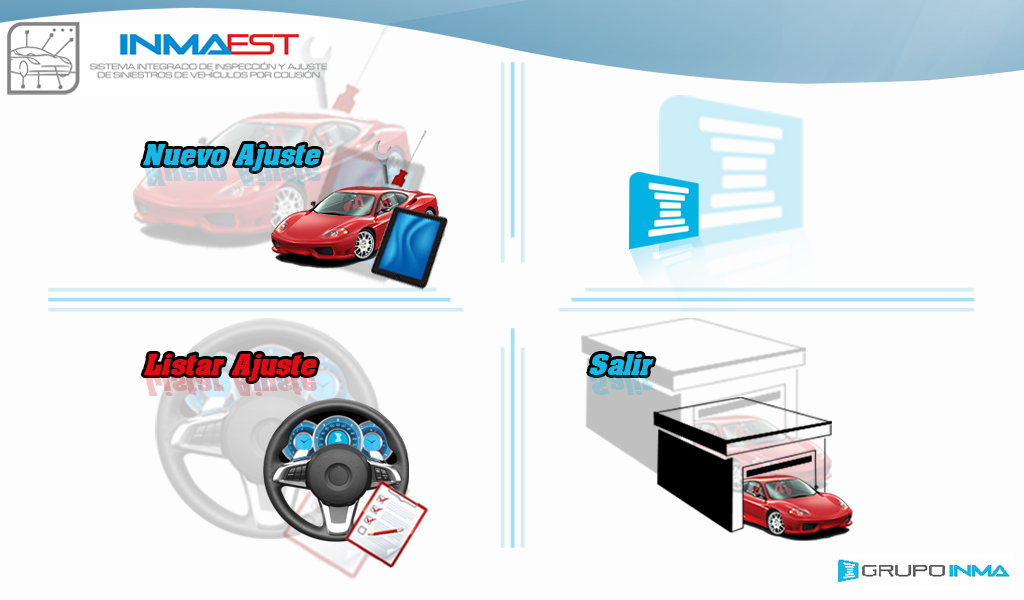 INMAEST
SISTEMA INTEGRADO DE INSPECCIÓN Y AJUSTE
DE SINIESTROS DE VEHÍCULOS POR COLISIÓN
Nuevo Ajuste
Listar Ajuste
Salir
GRUPO INMA